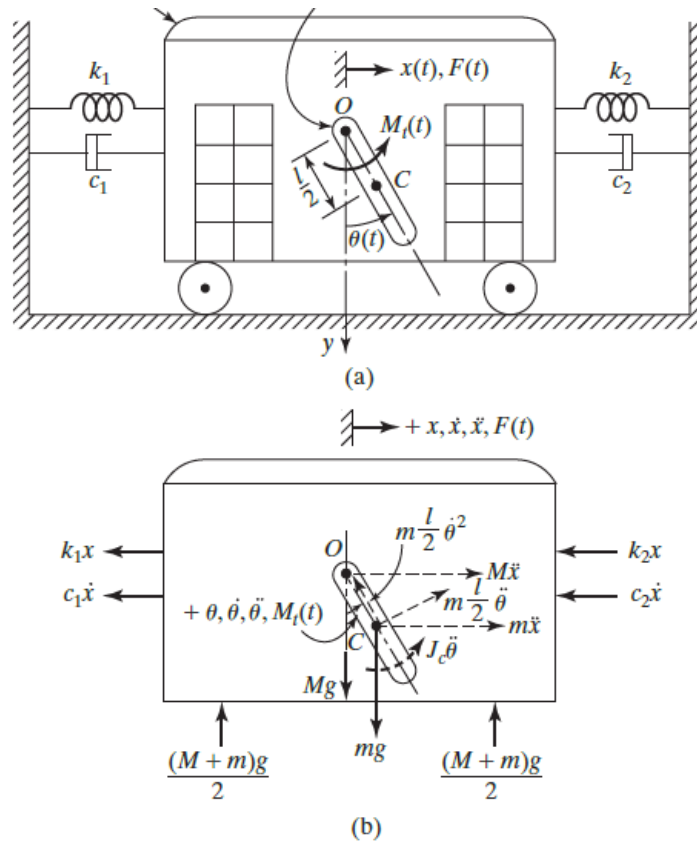 x(t), F(t)
k₁
k₂
O
Mₜ(t)
c₁
c₂
l/2
C
θ(t)
y
(a)
+ x, ẋ, ẍ, F(t)
k₁x
c₁ẋ
O
m l/2 θ̇²
Mẍ
m l/2 θ̈
mẍ
+ θ, θ̇, θ̈, Mₜ(t)
C
J_c θ̈
k₂x
c₂ẋ
Mg
mg
(M + m)g/2
(M + m)g/2
(b)